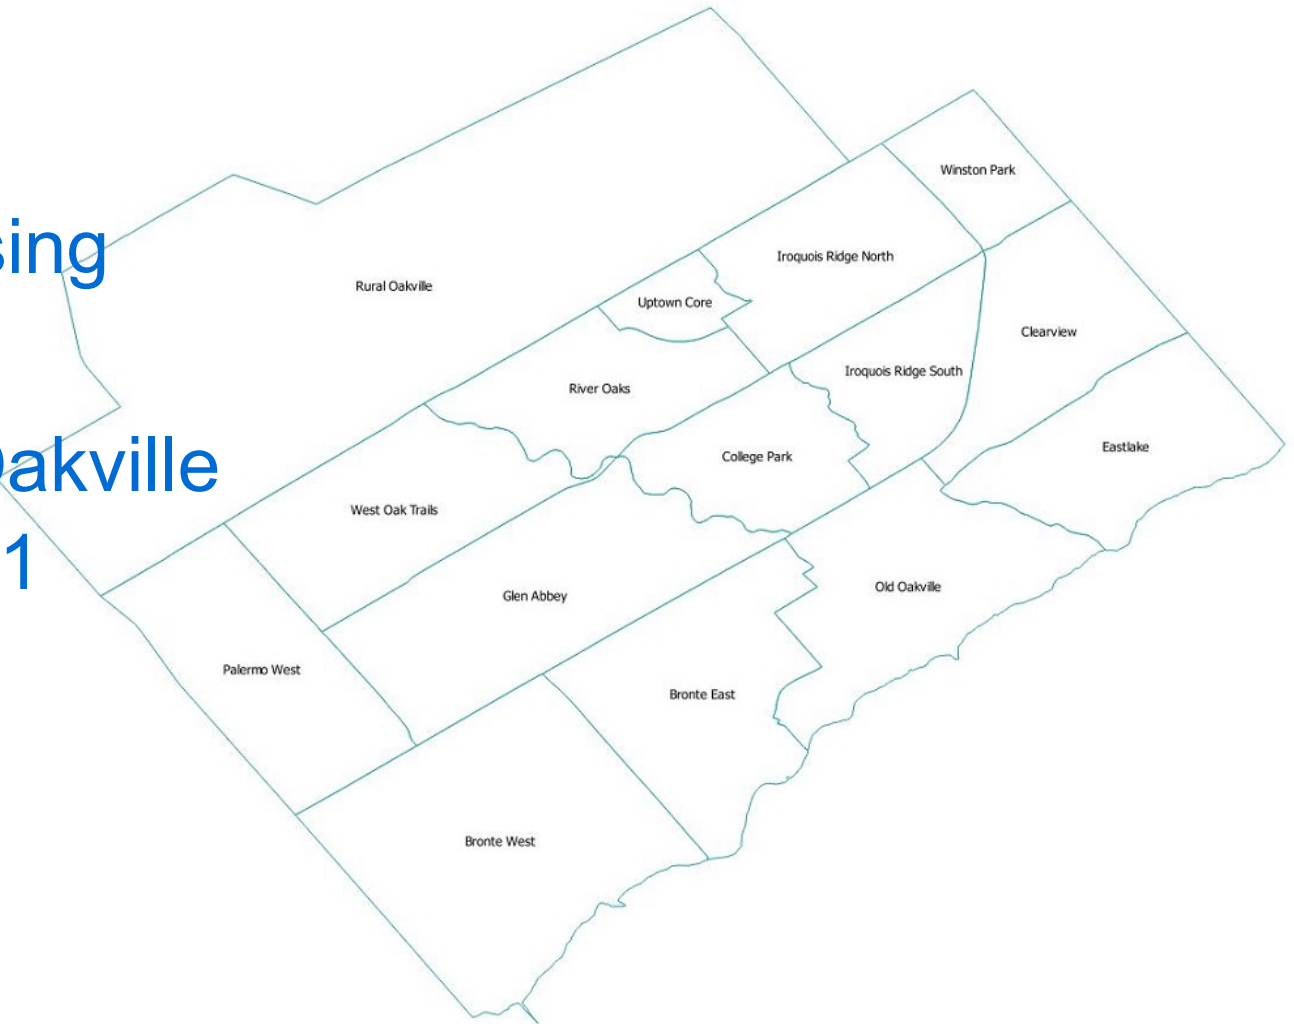 Winston Park
sing
Iroquois Ridge North
Rural Oakville
Uptown Core
Clearview
Iroquois Ridge South
River Oaks
Eastlake
College Park
akville
West Oak Trails
1
Old Oakville
Glen Abbey
Palermo West
Bronte East
Bronte West